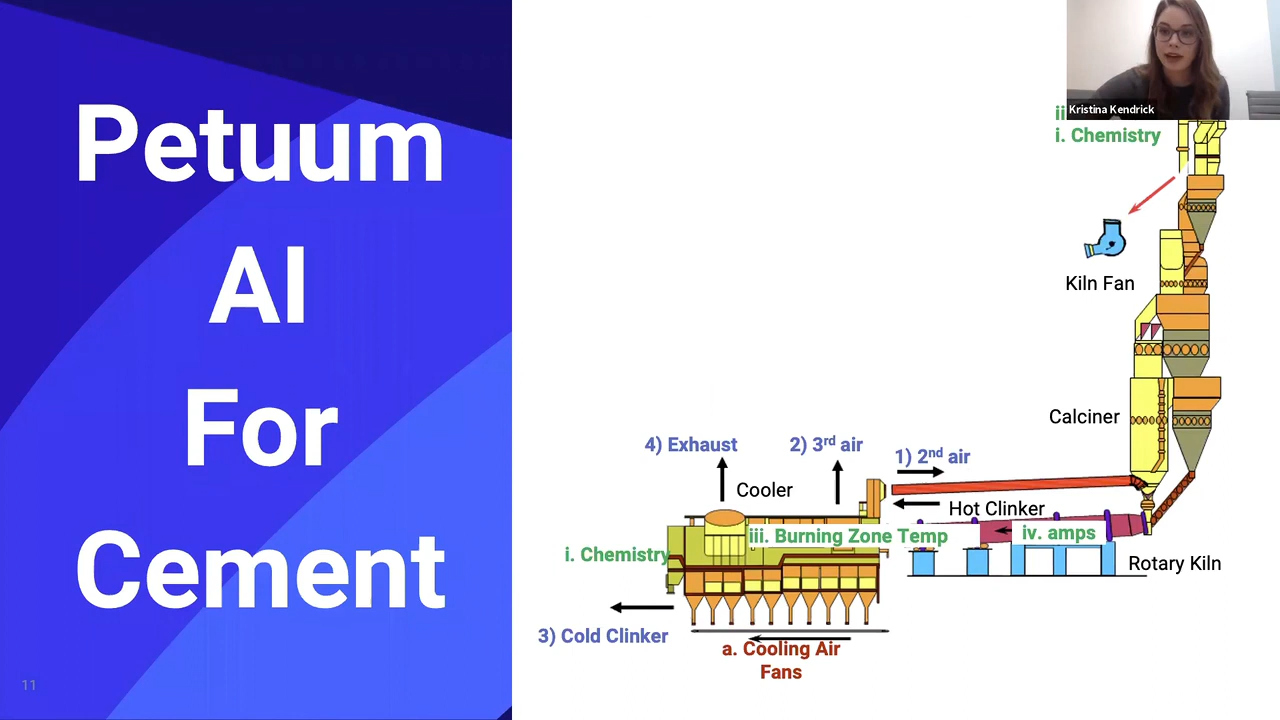 Petuum
AI
For
Cement
11
Kristina Kendrick
ii
i. Chemistry
Kiln Fan
Calciner
4) Exhaust
2) 3rd air
1) 2nd air
Cooler
Hot Clinker
iii. Burning Zone Temp
iv. amps
i. Chemistry
Rotary Kiln
3) Cold Clinker
a. Cooling Air
Fans